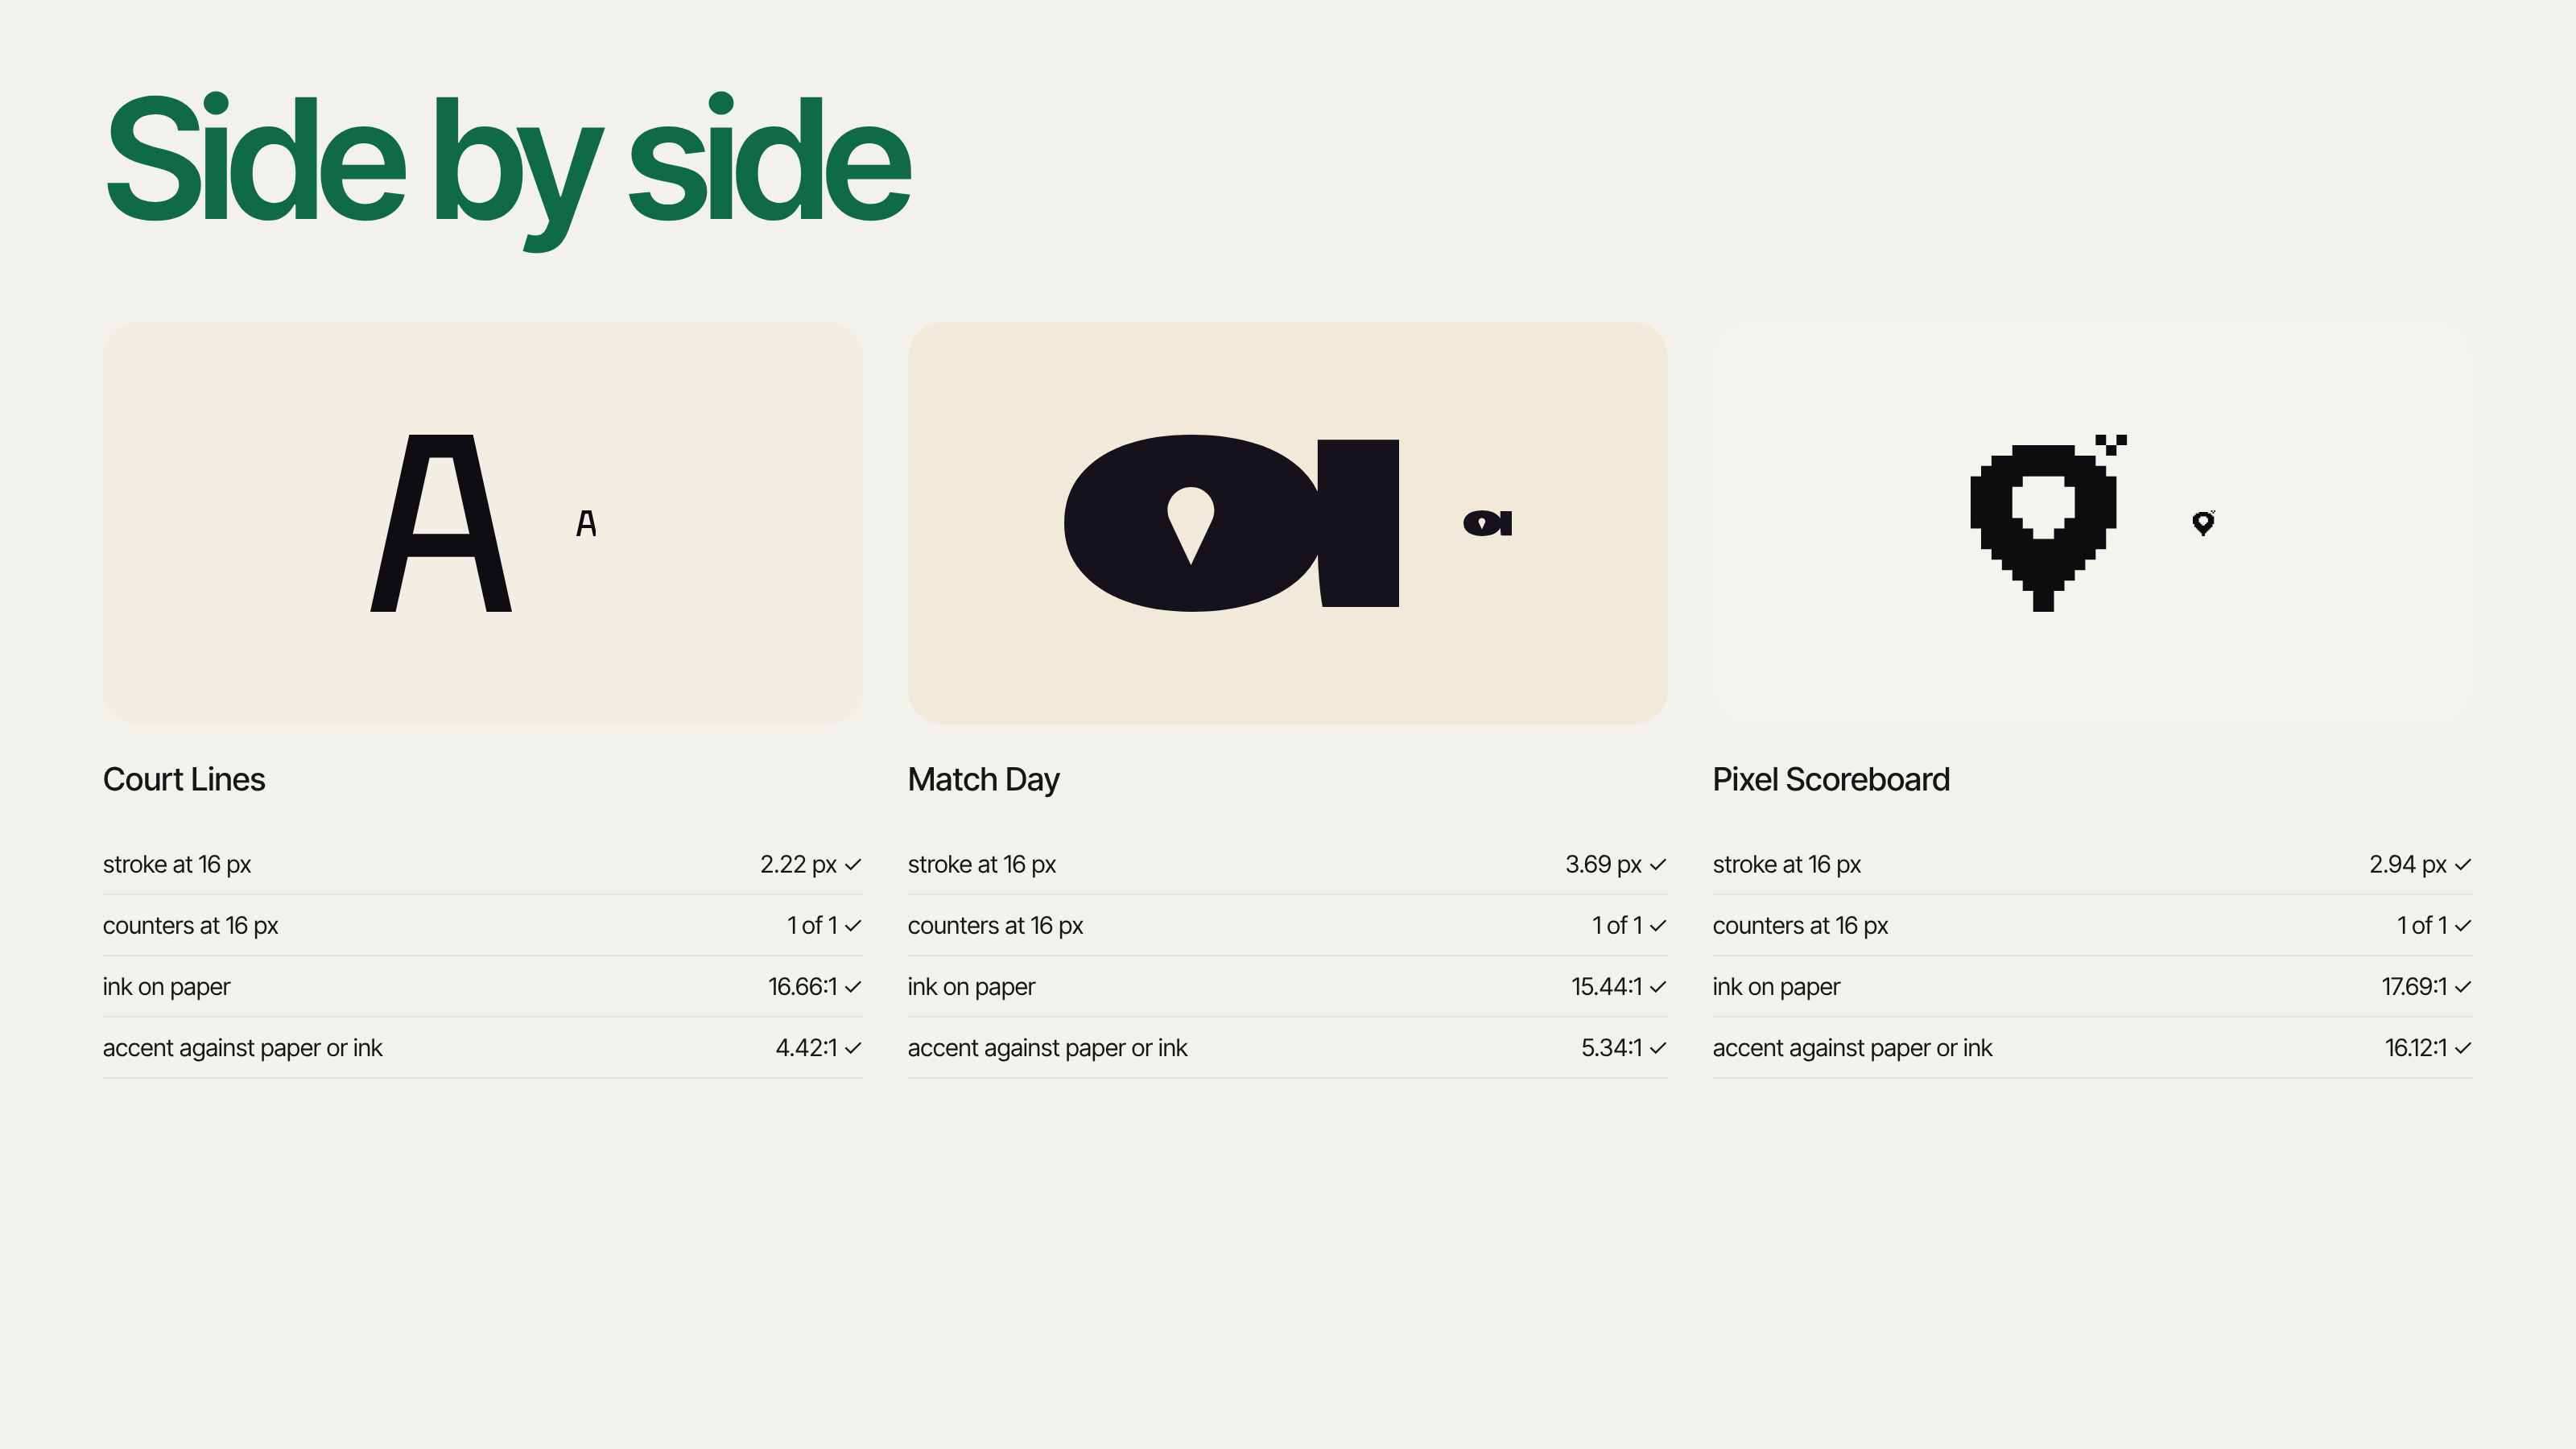 Side by side
A A
a a
Court Lines
stroke at 16 px 2.22 px ✓
counters at 16 px 1 of 1 ✓
ink on paper 16.66:1 ✓
accent against paper or ink 4.42:1 ✓
Match Day
stroke at 16 px 3.69 px ✓
counters at 16 px 1 of 1 ✓
ink on paper 15.44:1 ✓
accent against paper or ink 5.34:1 ✓
Pixel Scoreboard
stroke at 16 px 2.94 px ✓
counters at 16 px 1 of 1 ✓
ink on paper 17.69:1 ✓
accent against paper or ink 16.12:1 ✓